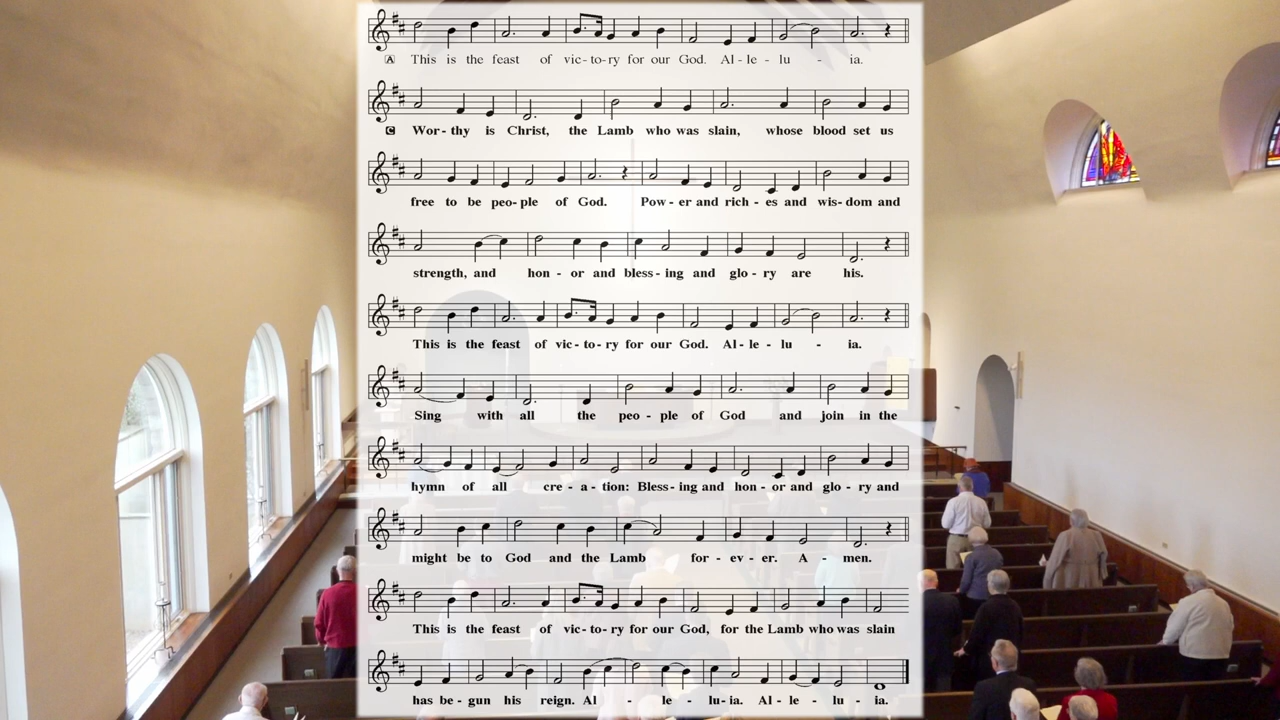 A This is the feast of vic-to-ry for our God. Al-le-lu-ia.
C Wor-thy is Christ, the Lamb who was slain, whose blood set us
free to be peo-ple of God. Pow-er and rich-es and wis-dom and
strength, and hon-or and bless-ing and glo-ry are his.
This is the feast of vic-to-ry for our God. Al-le-lu-ia.
Sing with all the peo-ple of God and join in the
hymn of all cre-a-tion: Bless-ing and hon-or and glo-ry and
might be to God and the Lamb for-ev-er. A-men.
This is the feast of vic-to-ry for our God, for the Lamb who was slain
has be-gun his reign. Al-le-lu-ia. Al-le-lu-ia.